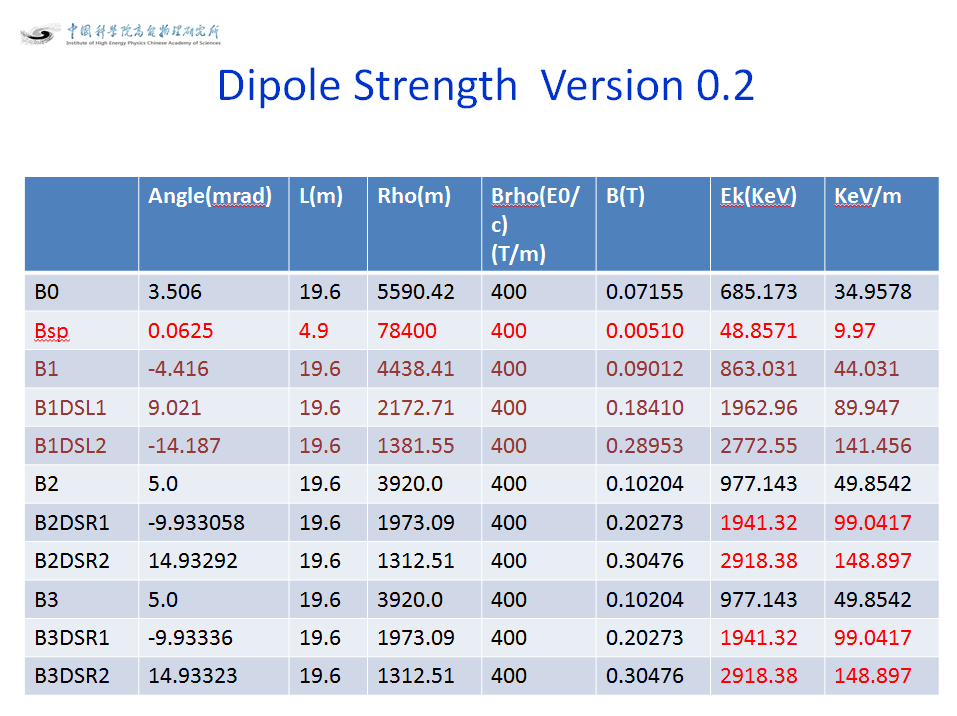 中国科学院高能物理研究所
Institute of High Energy Physics Chinese Academy of Sciences
Dipole Strength Version 0.2
Angle(mrad) L(m) Rho(m) Brho(E0/ B(T) Ek(KeV) KeV/m
c)
(T/m)
B0 3.506 19.6 5590.42 400 0.07155 685.173 34.9578
Bsp 0.0625 4.9 78400 400 0.00510 48.8571 9.97
B1 -4.416 19.6 4438.41 400 0.09012 863.031 44.031
B1DSL1 9.021 19.6 2172.71 400 0.18410 1962.96 89.947
B1DSL2 -14.187 19.6 1381.55 400 0.28953 2772.55 141.456
B2 5.0 19.6 3920.0 400 0.10204 977.143 49.8542
B2DSR1 -9.933058 19.6 1973.09 400 0.20273 1941.32 99.0417
B2DSR2 14.93292 19.6 1312.51 400 0.30476 2918.38 148.897
B3 5.0 19.6 3920.0 400 0.10204 977.143 49.8542
B3DSR1 -9.93336 19.6 1973.09 400 0.20273 1941.32 99.0417
B3DSR2 14.93323 19.6 1312.51 400 0.30476 2918.38 148.897